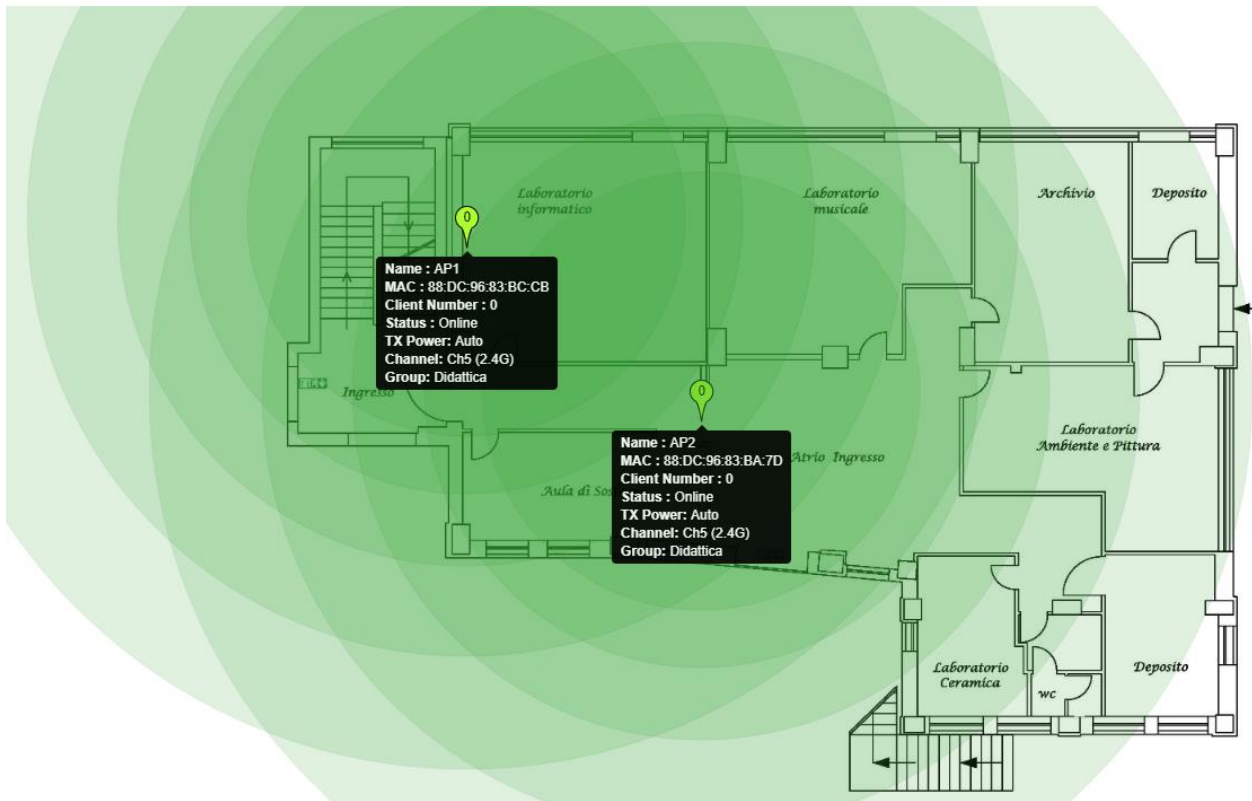 Laboratorio
informatico
Laboratorio
musicale
Archivio
Deposito
0
Name : AP1
MAC : 88:DC:96:83:BC:CB
Client Number : 0
Status : Online
TX Power: Auto
Channel: Ch5 (2.4G)
Group: Didattica
Ingresso
0
Name : AP2
MAC : 88:DC:96:83:BA:7D
Client Number : 0
Status : Online
TX Power: Auto
Channel: Ch5 (2.4G)
Group: Didattica
Atrio Ingresso
Aula di Sos
Laboratorio
Ambiente e Pittura
Laboratorio
Ceramica
wc
Deposito